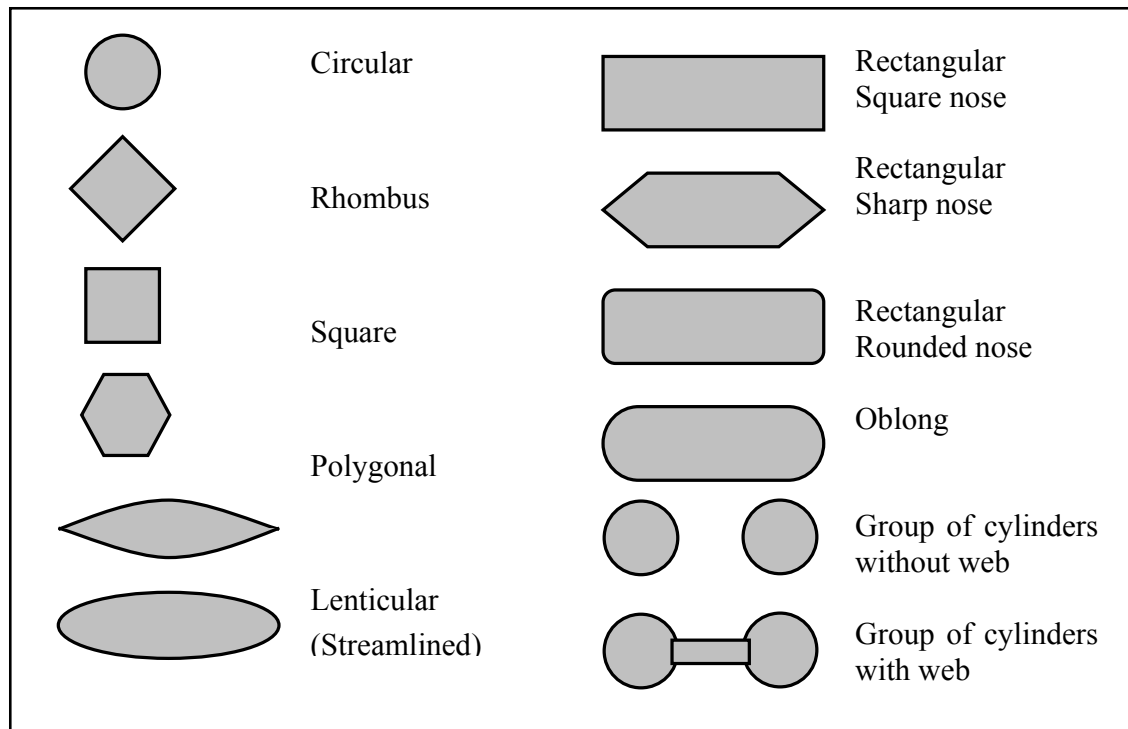 Circular
Rhombus
Square
Polygonal
Lenticular
(Streamlined)
Rectangular
Square nose
Rectangular
Sharp nose
Rectangular
Rounded nose
Oblong
Group of cylinders
without web
Group of cylinders
with web